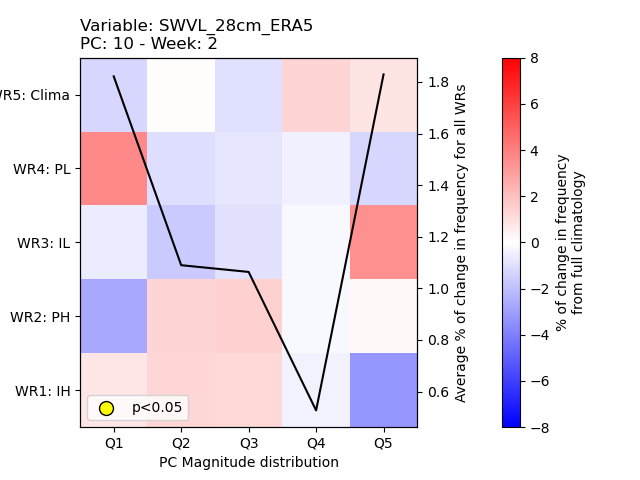 Variable: SWVL_28cm_ERA5
PC: 10 - Week: 2
WR5: Clima
WR4: PL
WR3: IL
WR2: PH
WR1: IH
p<0.05
Q1 Q2 Q3 Q4 Q5
PC Magnitude distribution
1.8
1.6
1.4
1.2
1.0
0.8
0.6
Average % of change in frequency for all WRs
8
6
4
2
0
−2
−4
−6
−8
% of change in frequency
from full climatology